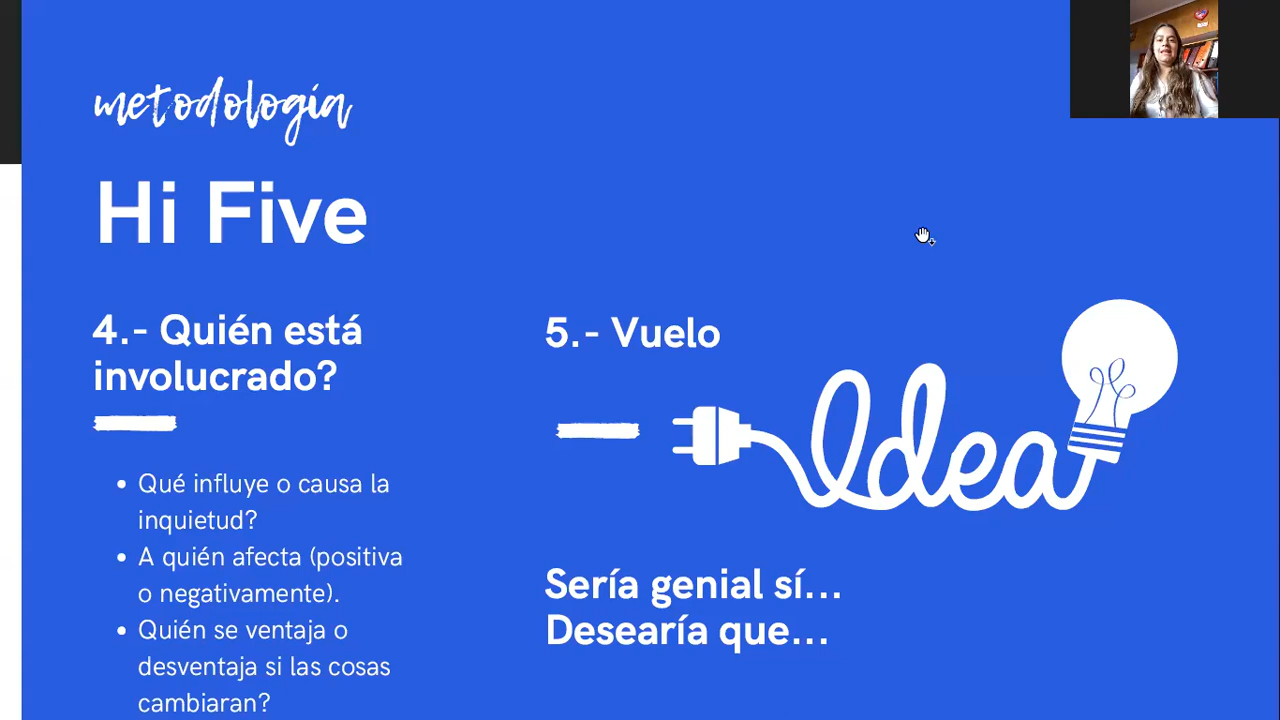 metodología
Hi Five
4.- Quién está
involucrado?
Qué influye o causa la
inquietud?
A quién afecta (positiva
o negativamente).
Quién se ventaja o
desventaja si las cosas
cambiaran?
5.- Vuelo
Idea
Sería genial sí...
Desearía que...